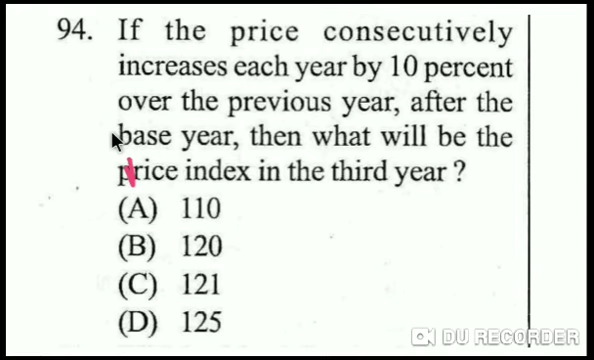 94. If the price consecutively
increases each year by 10 percent
over the previous year, after the
base year, then what will be the
price index in the third year ?
(A) 110
(B) 120
(C) 121
(D) 125
DU RECORDER